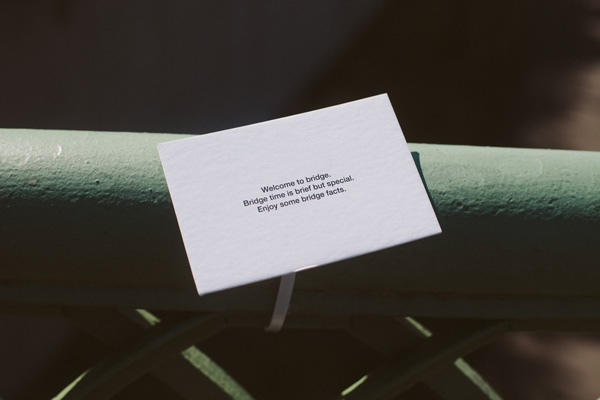 Welcome to bridge.
Bridge time is brief but special.
Enjoy some bridge facts.